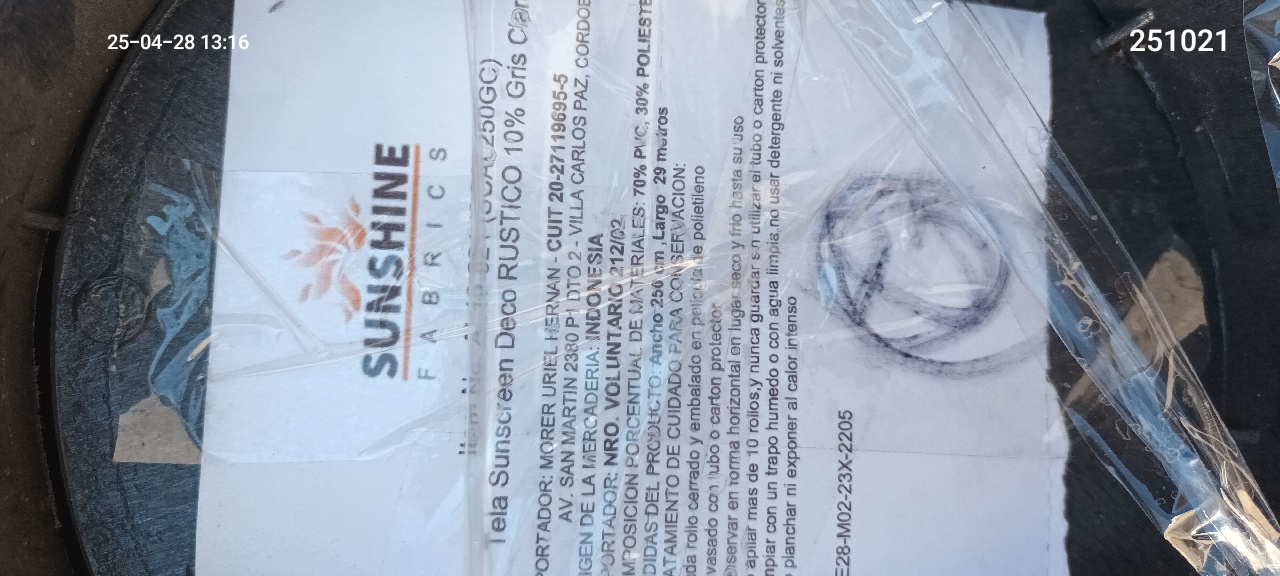 25-04-28 13:16
251021
SUNSHINE
FABRICS
Tela Sunscreen Deco RUSTICO 10% Gris
PORTADOR: MORER URIEL HERNAN - CUIT 20-27119695-5
AV. SAN MARTIN 2380 P1 DTO 2 - VILLA CARLOS PAZ, CORDOB
IGEN DE LA MERCADERIA: INDONESIA
PORTADOR: NRO. VOLUNTARIO 212/02
MPOSICION PORCENTUAL DE MATERIALES: 70% PVC, 30% POLIESTE
DIDAS DEL PRODUCTO: Ancho 250 cm ,Largo 29 metros
ATAMIENTO DE CUIDADO PARA CONSERVACION:
da rollo cerrado y embalado en pelicula de polietileno
vasado con tubo o carton protector
nservar en forma horizontal en lugar seco y frio hasta su uso
apilar mas de 10 rollos,y nunca guardar sin utilizar el tubo o carton protector
mpiar con un trapo humedo o con agua limpia,no usar detergente ni solventes
planchar ni exponer al calor intenso
E28-M02-23X-2205